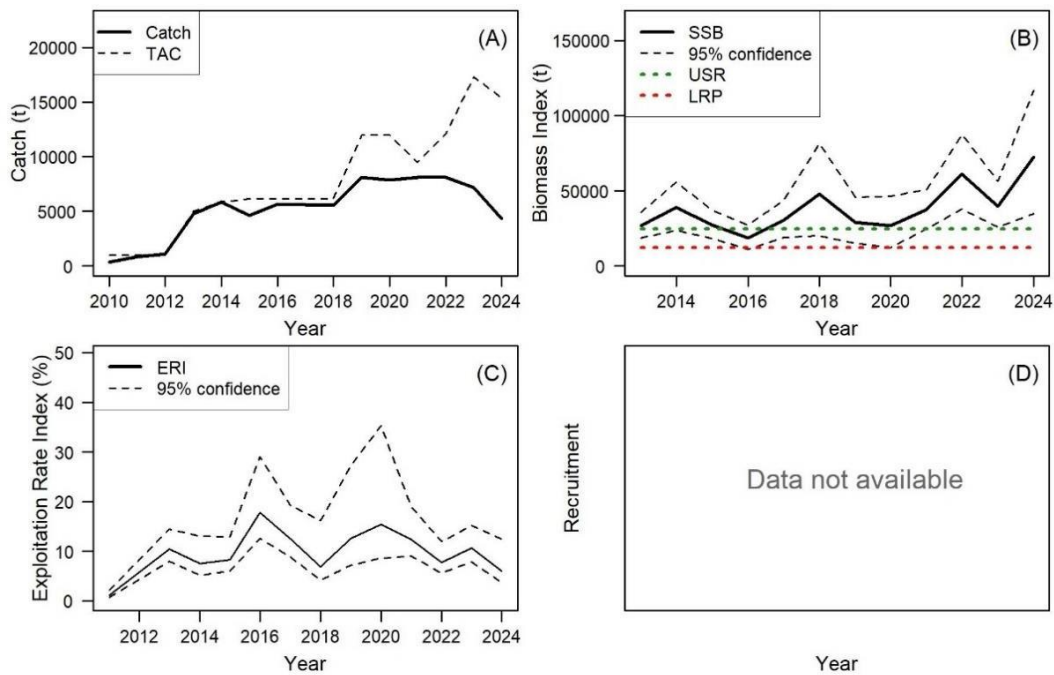 Catch
TAC
(A)
Catch (t)
20000
15000
10000
5000
0
2010 2012 2014 2016 2018 2020 2022 2024
Year
SSB
95% confidence
USR
LRP
(B)
Biomass Index (t)
150000
100000
50000
0
2014 2016 2018 2020 2022 2024
Year
ERI
95% confidence
(C)
Exploitation Rate Index (%)
50
40
30
20
10
0
2012 2014 2016 2018 2020 2022 2024
Year
(D)
Recruitment
Data not available
Year